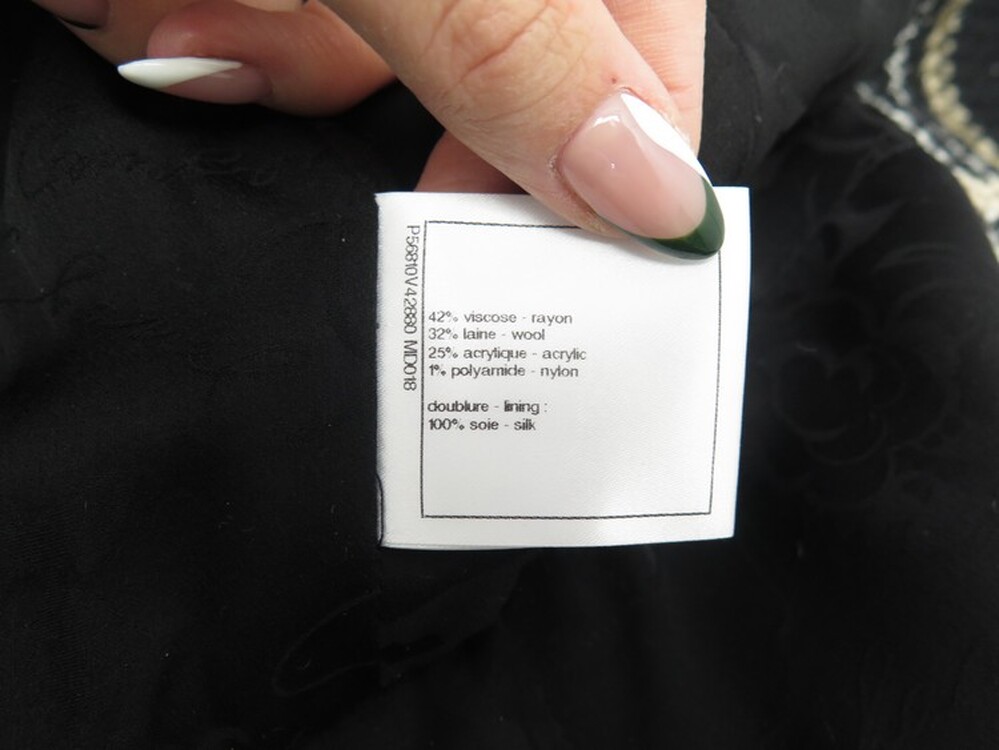 P56810V42880 MD018
42% viscose - rayon
32% laine - wool
25% acrylique - acrylic
1% polyamide - nylon
doublure - lining :
100% soie - silk